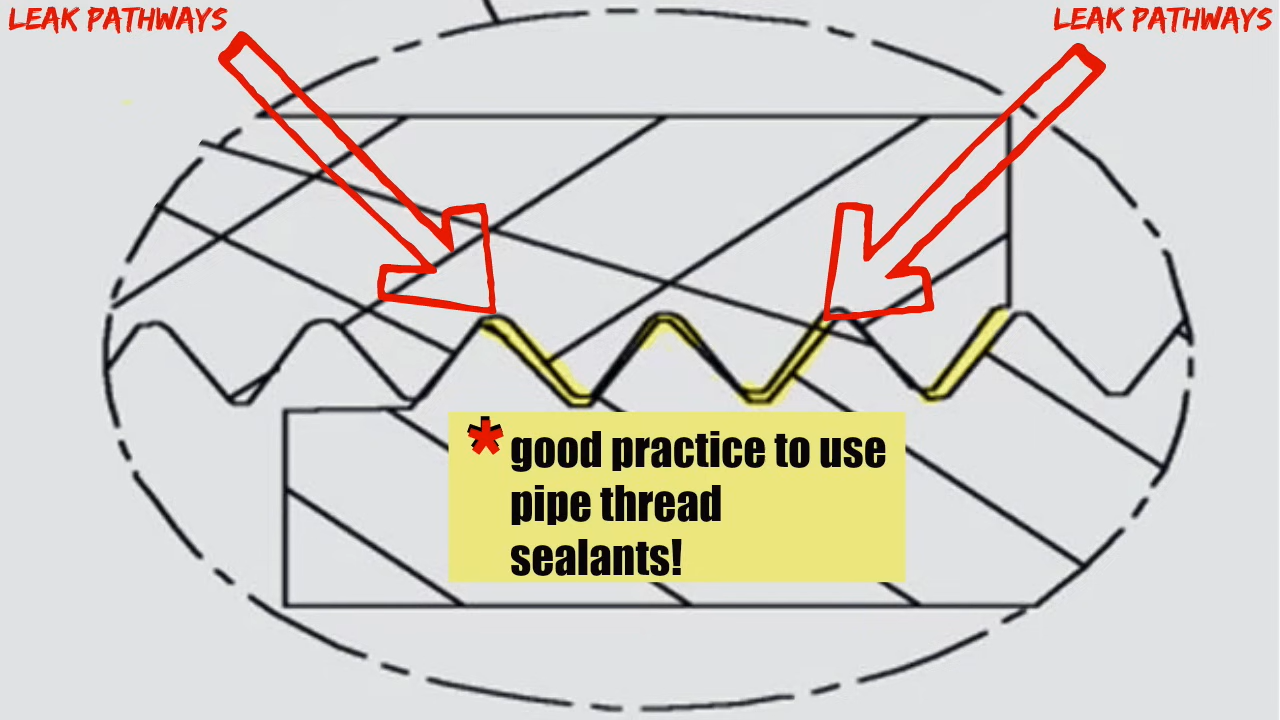 LEAK PATHWAYS
LEAK PATHWAYS
* good practice to use
pipe thread
sealants!